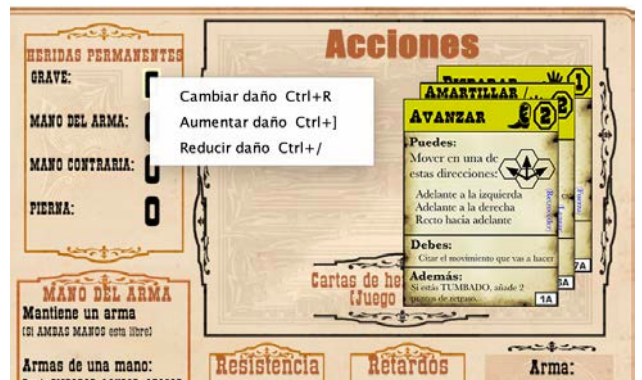 HERIDAS PERMANENTES
GRAVE:
MANO DEL ARMA:
MANO CONTRARIA:
PIERNA:
0
Cambiar daño Ctrl+R
Aumentar daño Ctrl+]
Reducir daño Ctrl+/
Acciones
1
AMARTILLAR /
2
AVANZAR
2
Puedes:
Mover en una de
estas direcciones:
Adelante a la izquierda
Adelante a la derecha
Recto hacia adelante
Debes:
Citar el movimiento que vas a hacer
Además:
Si estás TUMBADO, añade 2
puntos de retraso.
1A
7A
Cartas de
(Juego
MANO DEL ARMA
Mantiene un arma
(SI AMBAS MANOS esta libre)
Armas de una mano:
Resistencia
Retardos
Arma: